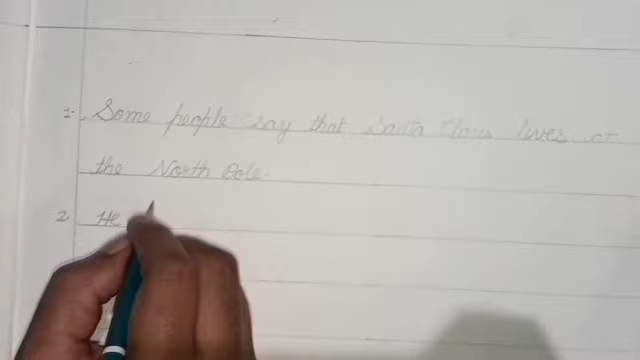 1. Some people say that Santa Claus lives at
the North Pole.
2. He